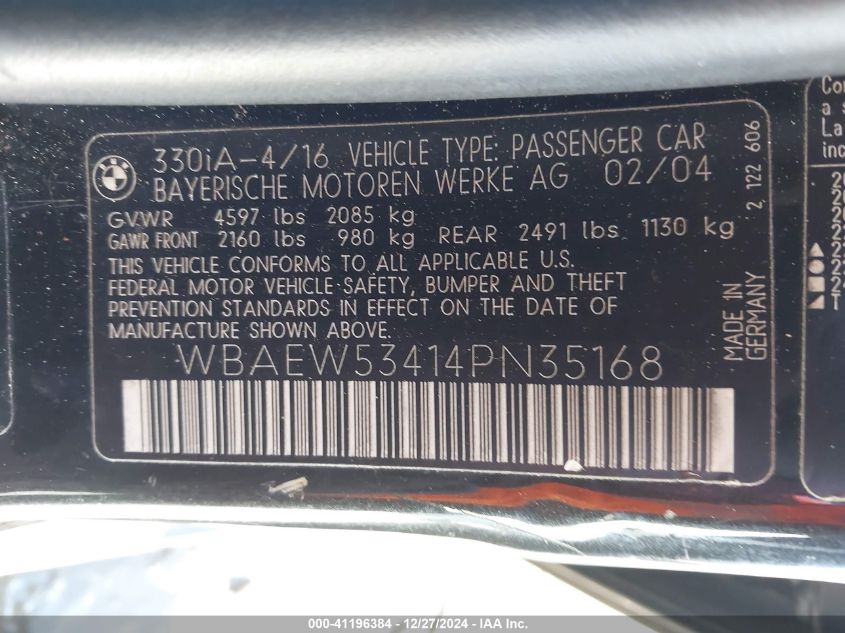 330iA-4/16 VEHICLE TYPE: PASSENGER CAR
BAYERISCHE MOTOREN WERKE AG 02/04
GVWR 4597 lbs 2085 kg
GAWR FRONT 2160 lbs 980 kg REAR 2491 lbs 1130 kg
THIS VEHICLE CONFORMS TO ALL APPLICABLE U.S.
FEDERAL MOTOR VEHICLE SAFETY, BUMPER AND THEFT
PREVENTION STANDARDS IN EFFECT ON THE DATE OF
MANUFACTURE SHOWN ABOVE:
WBAEW53414PN35168
2 122 606
MADE IN
GERMANY
a s
La
000-41196384 / 12/27/2024 - IAA Inc.